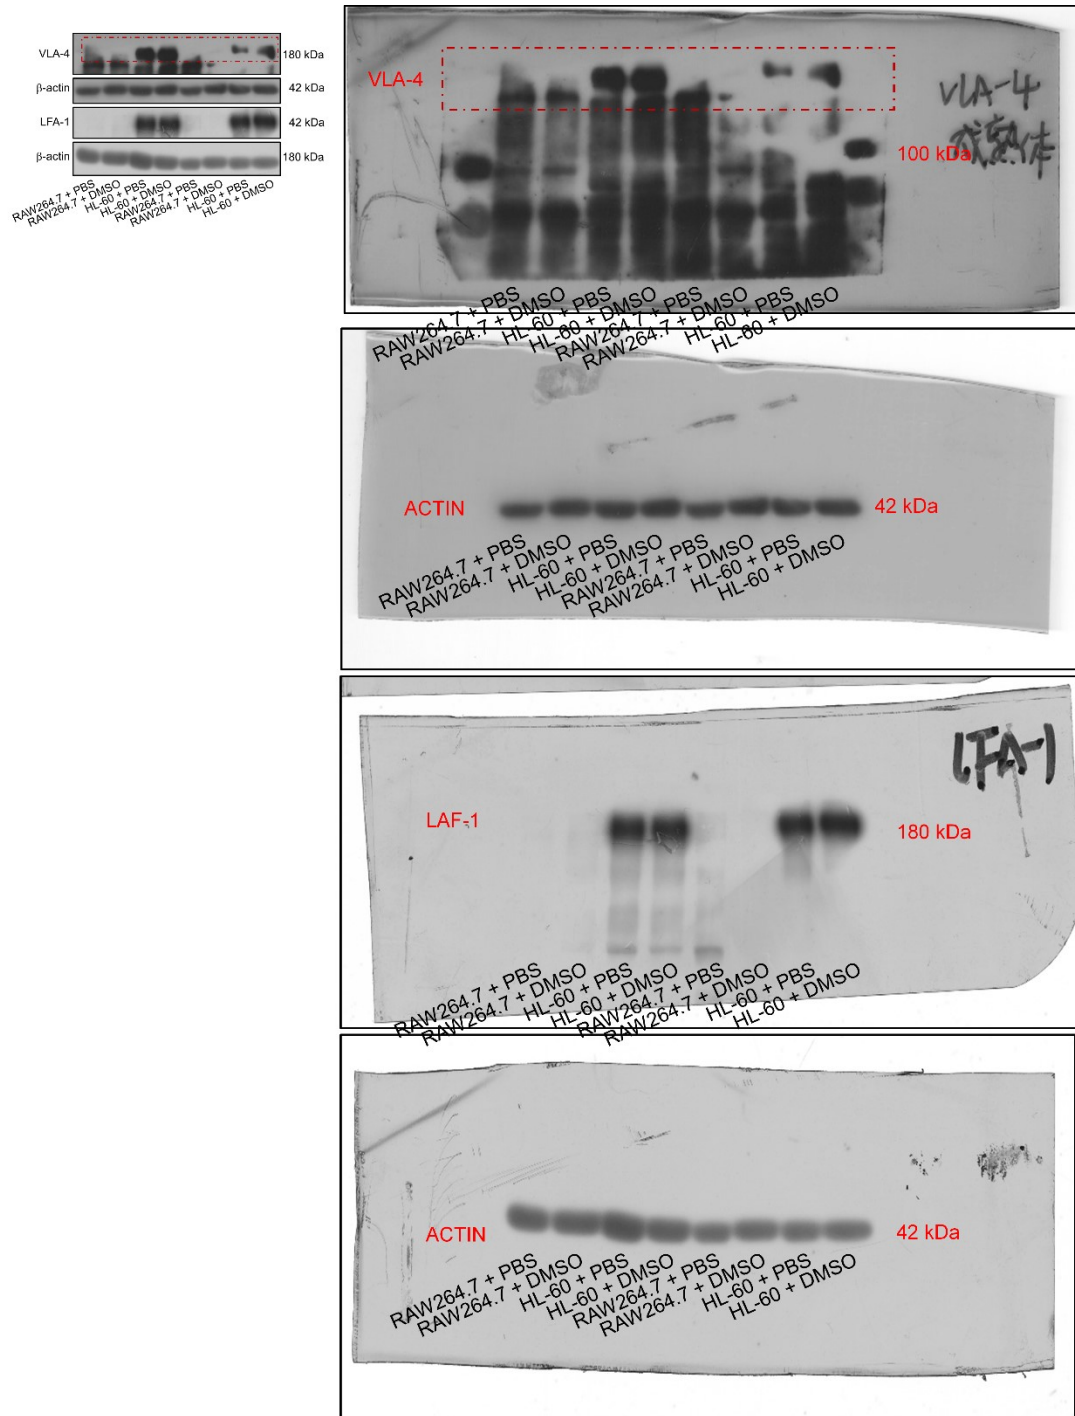 VLA-4
180 kDa
β-actin
42 kDa
LFA-1
42 kDa
β-actin
180 kDa
RAW264.7 + PBS
RAW264.7 + DMSO
HL-60 + PBS
HL-60 + DMSO
RAW264.7 + PBS
RAW264.7 + DMSO
HL-60 + PBS
HL-60 + DMSO
VLA-4
VLA-4
100 kDa
RAW264.7 + PBS
RAW264.7 + DMSO
HL-60 + PBS
HL-60 + DMSO
RAW264.7 + PBS
RAW264.7 + DMSO
HL-60 + PBS
HL-60 + DMSO
ACTIN
42 kDa
RAW264.7 + PBS
RAW264.7 + DMSO
HL-60 + PBS
HL-60 + DMSO
RAW264.7 + PBS
RAW264.7 + DMSO
HL-60 + PBS
HL-60 + DMSO
LFA-1
LAF-1
180 kDa
RAW264.7 + PBS
RAW264.7 + DMSO
HL-60 + PBS
HL-60 + DMSO
RAW264.7 + PBS
RAW264.7 + DMSO
HL-60 + PBS
HL-60 + DMSO
ACTIN
42 kDa
RAW264.7 + PBS
RAW264.7 + DMSO
HL-60 + PBS
HL-60 + DMSO
RAW264.7 + PBS
RAW264.7 + DMSO
HL-60 + PBS
HL-60 + DMSO